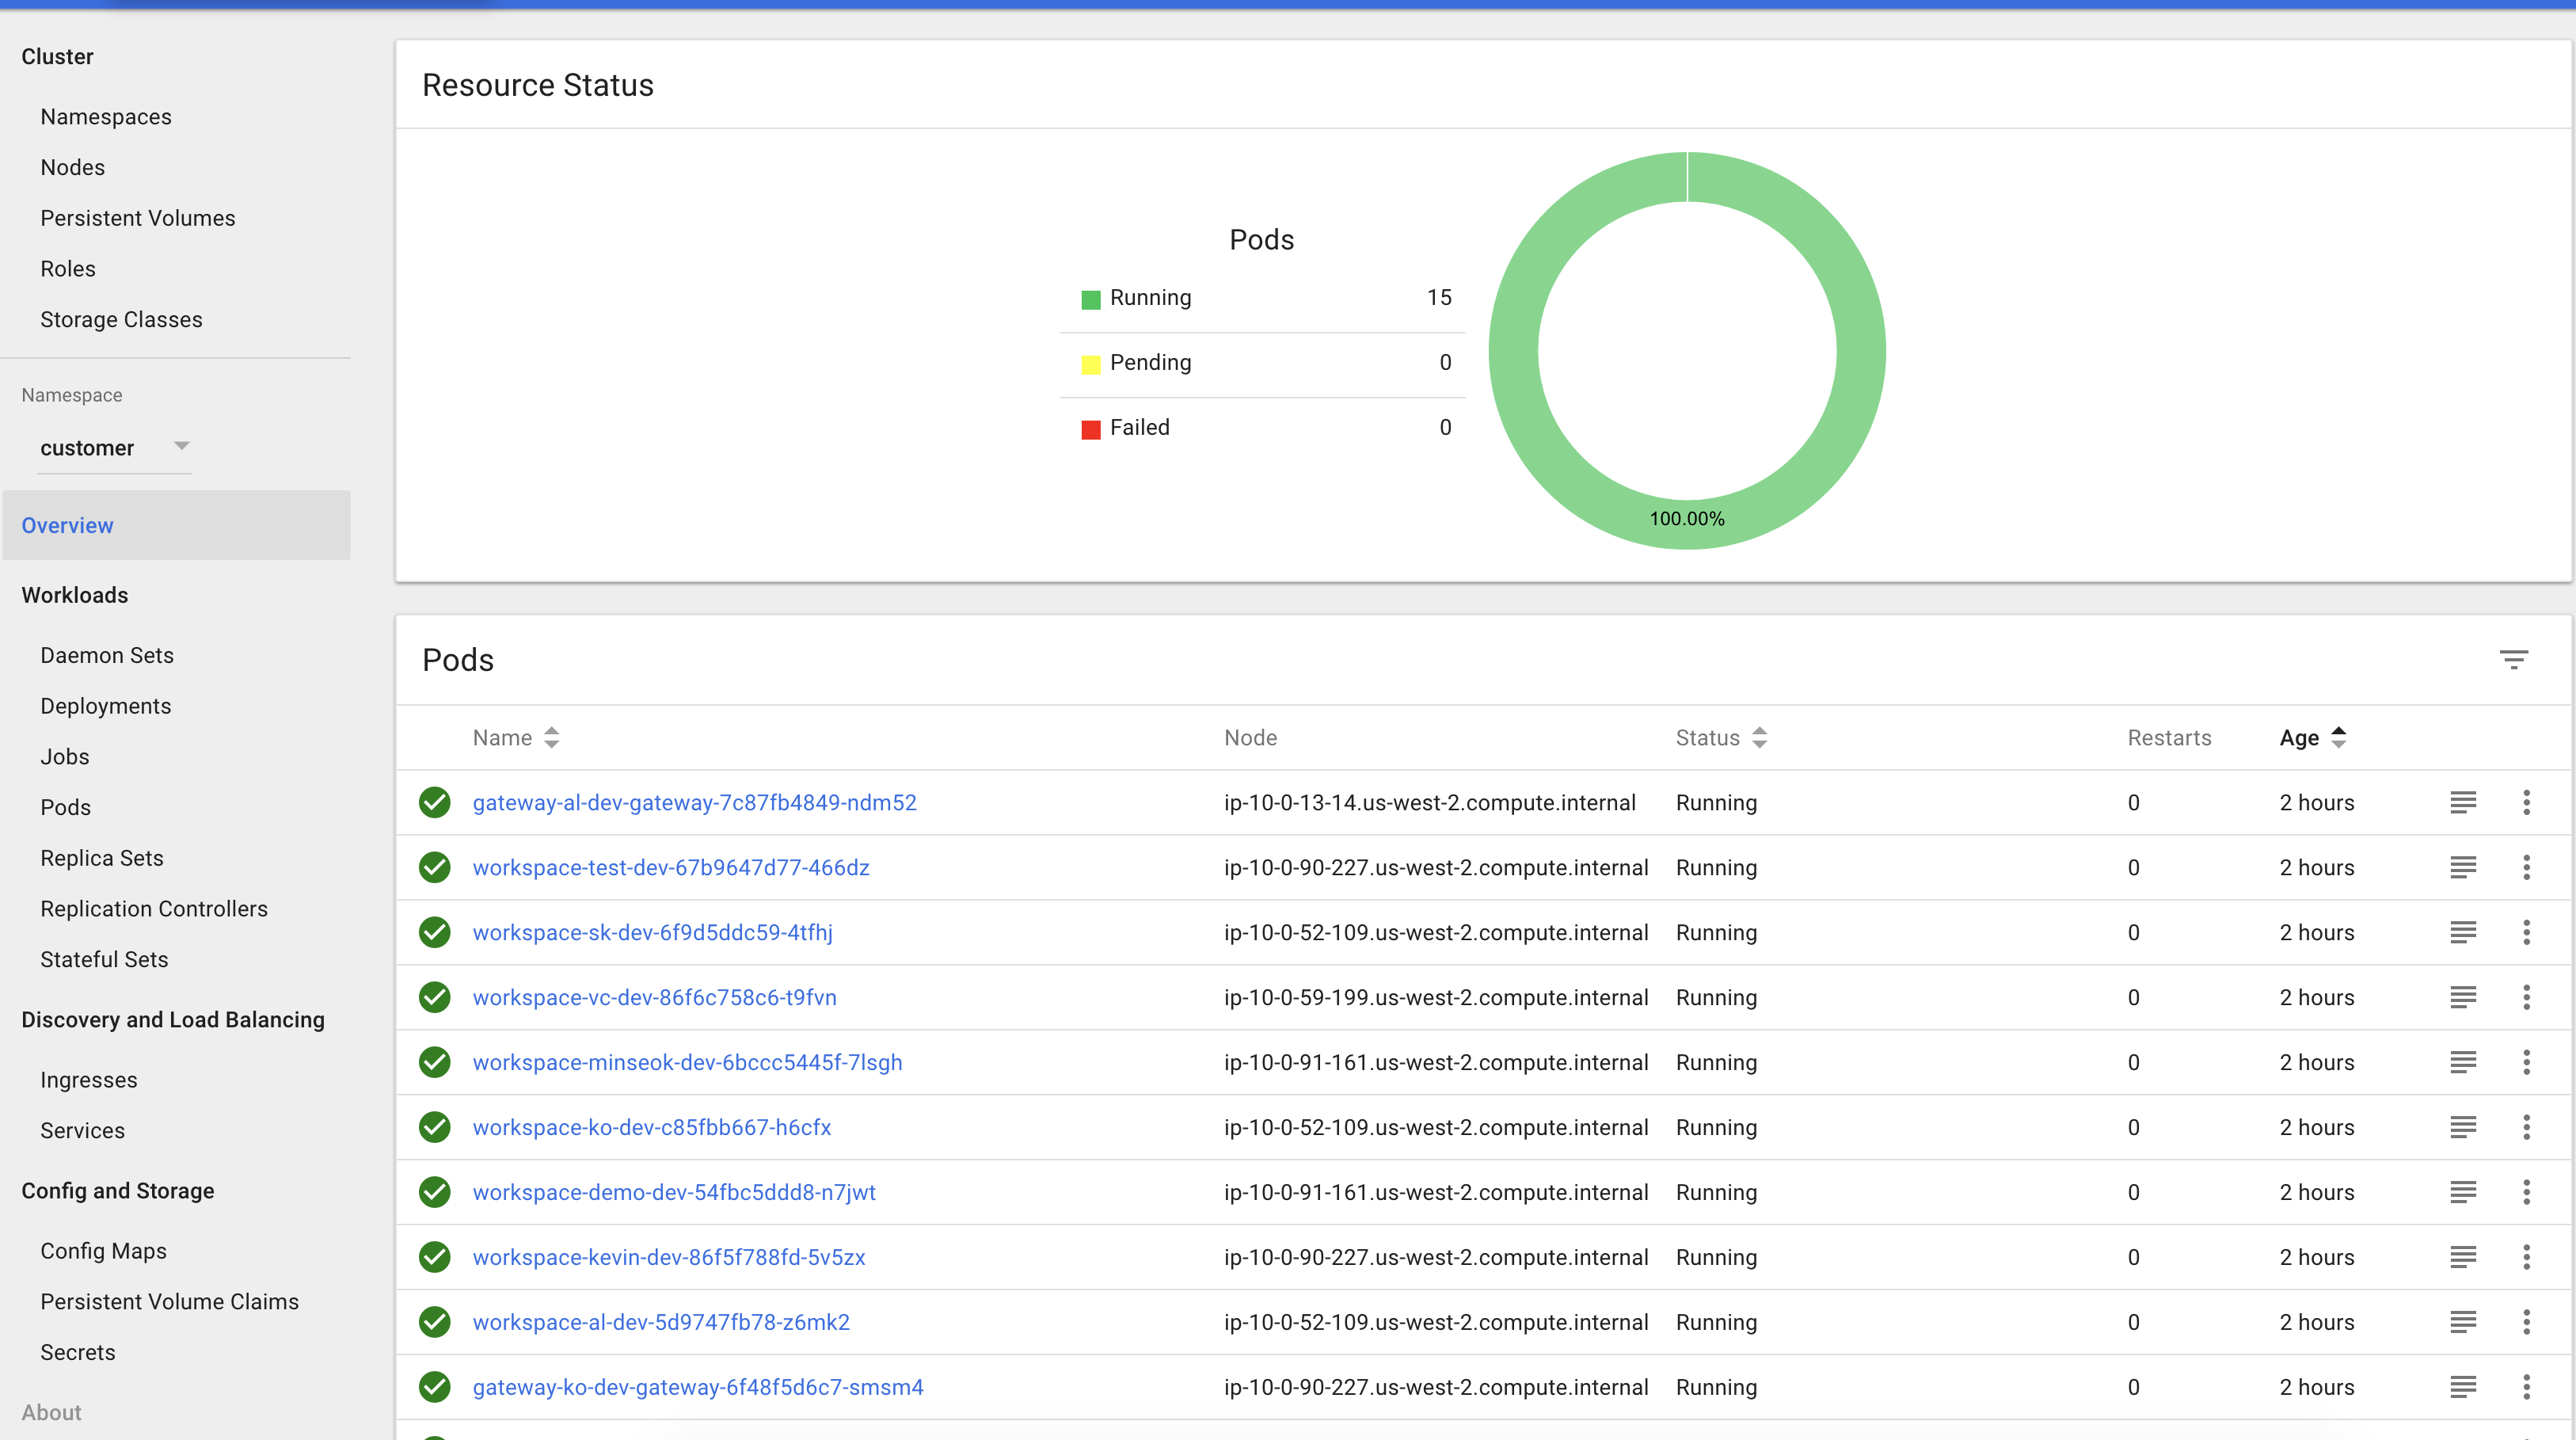 Cluster
Namespaces
Nodes
Persistent Volumes
Roles
Storage Classes
Namespace
customer
Overview
Workloads
Daemon Sets
Deployments
Jobs
Pods
Replica Sets
Replication Controllers
Stateful Sets
Discovery and Load Balancing
Ingresses
Services
Config and Storage
Config Maps
Persistent Volume Claims
Secrets
About
Resource Status
Pods
Running 15
Pending 0
Failed 0
100.00%
Pods
Name Node Status Restarts Age
gateway-al-dev-gateway-7c87fb4849-ndm52 ip-10-0-13-14.us-west-2.compute.internal Running 0 2 hours
workspace-test-dev-67b9647d77-466dz ip-10-0-90-227.us-west-2.compute.internal Running 0 2 hours
workspace-sk-dev-6f9d5ddc59-4tfhj ip-10-0-52-109.us-west-2.compute.internal Running 0 2 hours
workspace-vc-dev-86f6c758c6-t9fvn ip-10-0-59-199.us-west-2.compute.internal Running 0 2 hours
workspace-minseok-dev-6bccc5445f-7lsgh ip-10-0-91-161.us-west-2.compute.internal Running 0 2 hours
workspace-ko-dev-c85fbb667-h6cfx ip-10-0-52-109.us-west-2.compute.internal Running 0 2 hours
workspace-demo-dev-54fbc5ddd8-n7jwt ip-10-0-91-161.us-west-2.compute.internal Running 0 2 hours
workspace-kevin-dev-86f5f788fd-5v5zx ip-10-0-90-227.us-west-2.compute.internal Running 0 2 hours
workspace-al-dev-5d9747fb78-z6mk2 ip-10-0-52-109.us-west-2.compute.internal Running 0 2 hours
gateway-ko-dev-gateway-6f48f5d6c7-smsm4 ip-10-0-90-227.us-west-2.compute.internal Running 0 2 hours